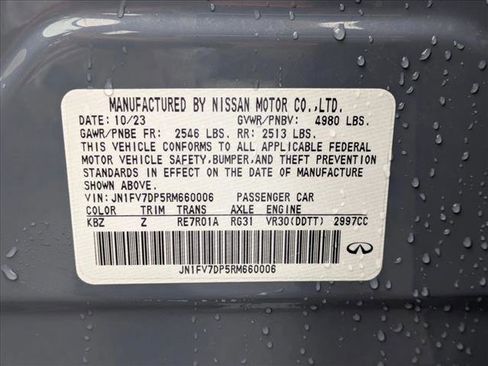 MANUFACTURED BY NISSAN MOTOR CO.,LTD.
DATE: 10/23 GVWR/PNBV: 4980 LBS.
GAWR/PNBE FR: 2546 LBS. RR: 2513 LBS.
THIS VEHICLE CONFORMS TO ALL APPLICABLE FEDERAL
MOTOR VEHICLE SAFETY,BUMPER,AND THEFT PREVENTION
STANDARDS IN EFFECT ON THE DATE OF MANUFACTURE
SHOWN ABOVE.
VIN: JN1FV7DP5RM660006 PASSENGER CAR
COLOR TRIM TRANS AXLE ENGINE
KBZ Z RE7R01A RG31 VR30(DDTT) 2997CC
JN1FV7DP5RM660006